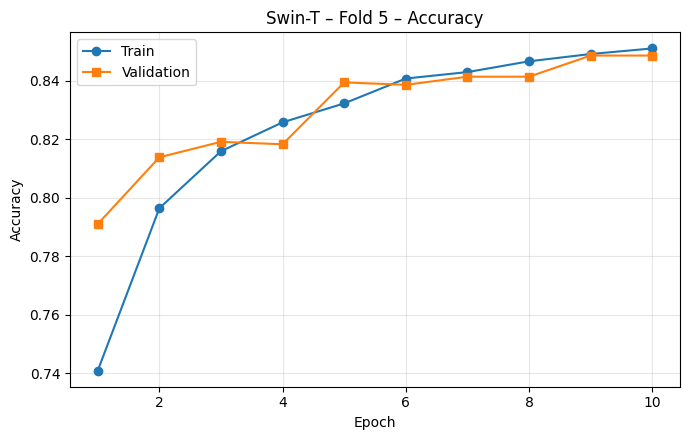 Swin-T – Fold 5 – Accuracy
Train
Validation
Accuracy
0.84
0.82
0.80
0.78
0.76
0.74
2 4 6 8 10
Epoch